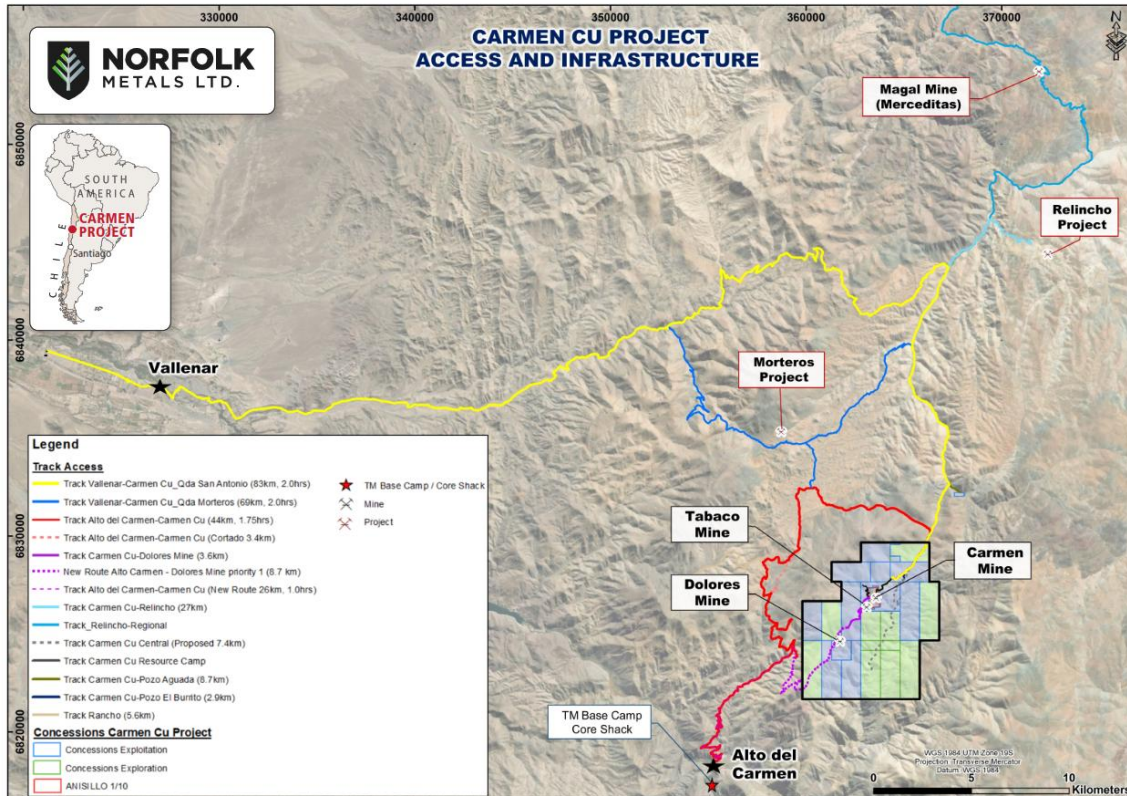 330000
340000
350000
360000
370000
N
NORFOLK
METALS LTD.
CARMEN CU PROJECT
ACCESS AND INFRASTRUCTURE
Magal Mine
(Merceditas)
6850000
SOUTH
AMERICA
CARMEN
PROJECT
CHILE
Santiago
Relincho
Project
6840000
Vallenar
Morteros
Project
Legend
Track Access
Track Vallenar-Carmen Cu_Qda San Antonio (83km, 2.0hrs)
Track Vallenar-Carmen Cu_Qda Morteros (69km, 2.0hrs)
Track Alto del Carmen-Carmen Cu (44km, 1.75hrs)
Track Alto del Carmen-Carmen Cu (Cortado 3.4km)
Track Carmen Cu-Dolores Mine (3.6km)
New Route Alto Carmen - Dolores Mine priority 1 (8.7 km)
Track Alto del Carmen-Carmen Cu (New Route 26km, 1.0hrs)
Track Carmen Cu-Relincho (27km)
Track_Relincho-Regional
Track Carmen Cu Central (Proposed 7.4km)
Track Carmen Cu Resource Camp
Track Carmen Cu-Pozo Aguada (8.7km)
Track Carmen Cu-Pozo El Burrito (2.9km)
Track Rancho (5.6km)
Concessions Carmen Cu Project
Concessions Exploitation
Concessions Exploration
ANISILLO 1/10
TM Base Camp / Core Shack
Mine
Project
6830000
Tabaco
Mine
Carmen
Mine
Dolores
Mine
6820000
TM Base Camp
Core Shack
Alto del
Carmen
WGS 1984 UTM Zone 19S
Projection: Transverse Mercator
Datum: WGS 1984
0
5
10
Kilometers